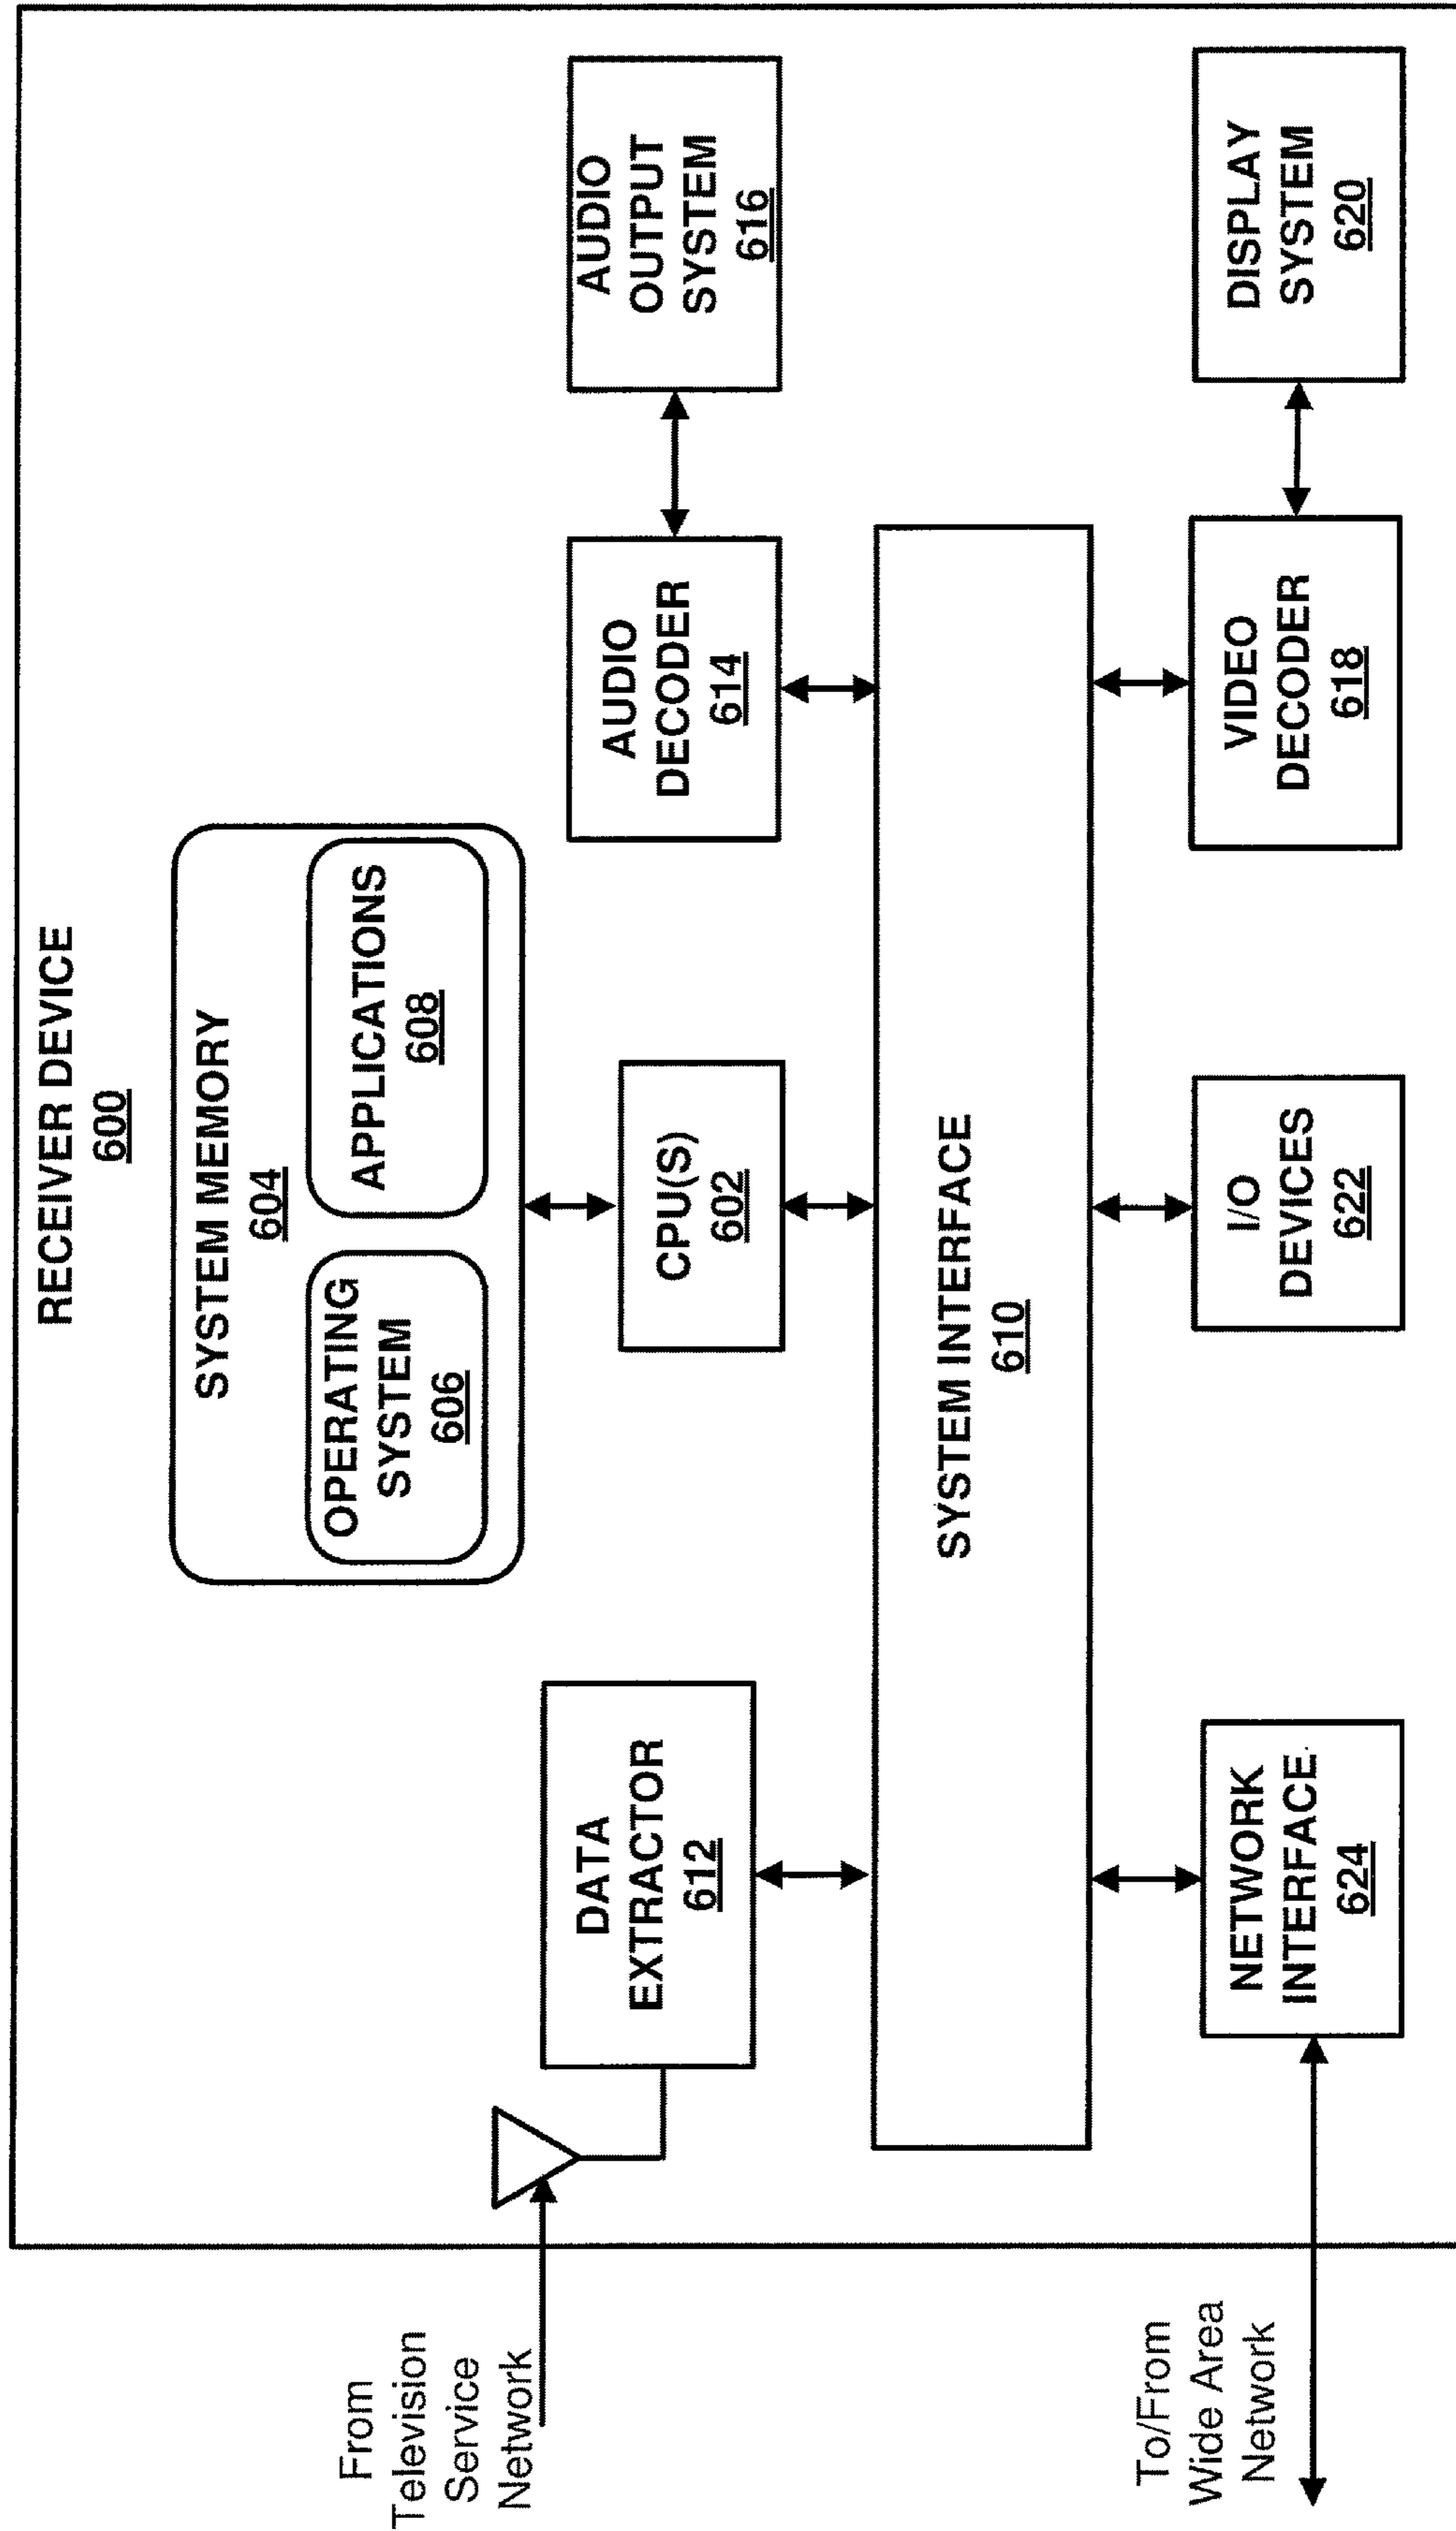 RECEIVER DEVICE
600
SYSTEM MEMORY
604
OPERATING
SYSTEM
606
APPLICATIONS
608
From
Television
Service
Network
DATA
EXTRACTOR
612
CPU(S)
602
AUDIO
DECODER
614
AUDIO
OUTPUT
SYSTEM
616
SYSTEM INTERFACE
610
To/From
Wide Area
Network
NETWORK
INTERFACE
624
I/O
DEVICES
622
VIDEO
DECODER
618
DISPLAY
SYSTEM
620